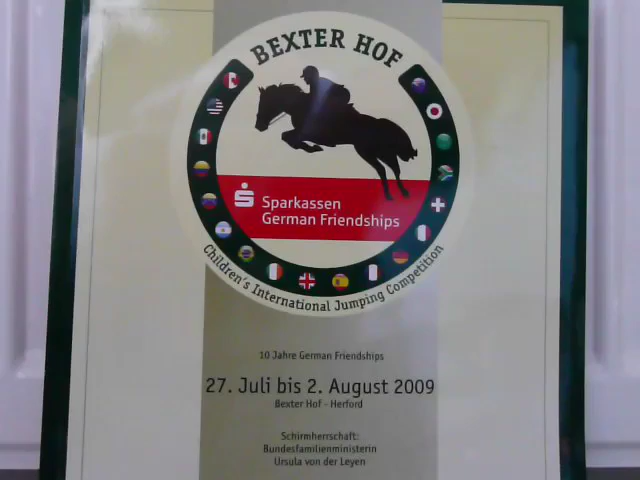 BEXTER HOF
Sparkassen
German Friendships
Children's International Jumping Competition
10 Jahre German Friendships
27. Juli bis 2. August 2009
Bexter Hof - Herford
Schirmherrschaft:
Bundesfamilienministerin
Ursula von der Leyen